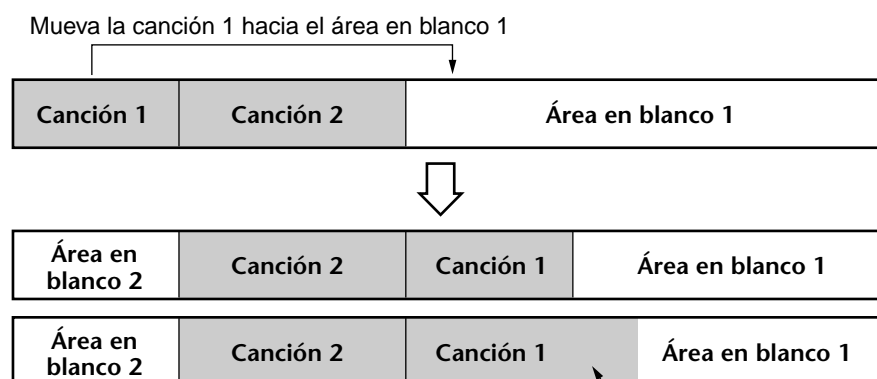 Mueva la canción 1 hacia el área en blanco 1
Canción 1 Canción 2 Área en blanco 1
Área en
blanco 2 Canción 2 Canción 1 Área en blanco 1
Área en
blanco 2 Canción 2 Canción 1 Área en blanco 1